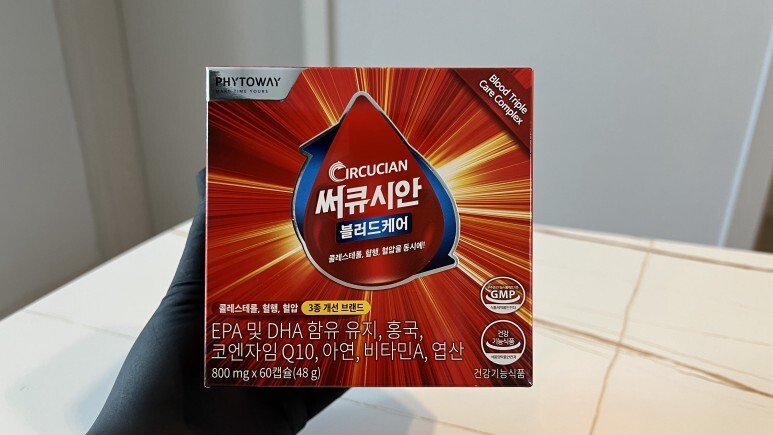 PHYTOWAY
MAKE TIME YOURS
Blood Triple
Care Complex
CIRCUCIAN
써큐시안
블러드케어
콜레스테롤, 혈행, 혈압을 동시에!
콜레스테롤, 혈행, 혈압 3종 개선 브랜드
EPA 및 DHA 함유 유지, 홍국,
코엔자임 Q10, 아연, 비타민A, 엽산
800 mg x 60캡슐(48 g)
GMP
건강
기능식품
건강기능식품